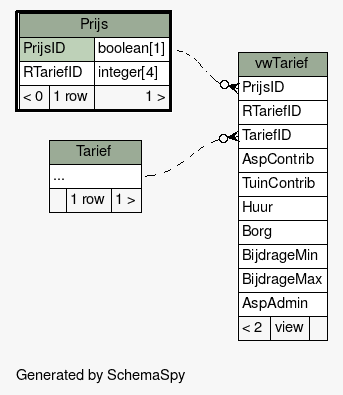 Prijs
PrijsID boolean[1]
RTariefID integer[4]
< 0 1 row 1 >
vwTarief
PrijsID
RTariefID
TariefID
AspContrib
TuinContrib
Huur
Borg
BijdrageMin
BijdrageMax
AspAdmin
< 2 view
Tarief
...
1 row 1 >
Generated by SchemaSpy